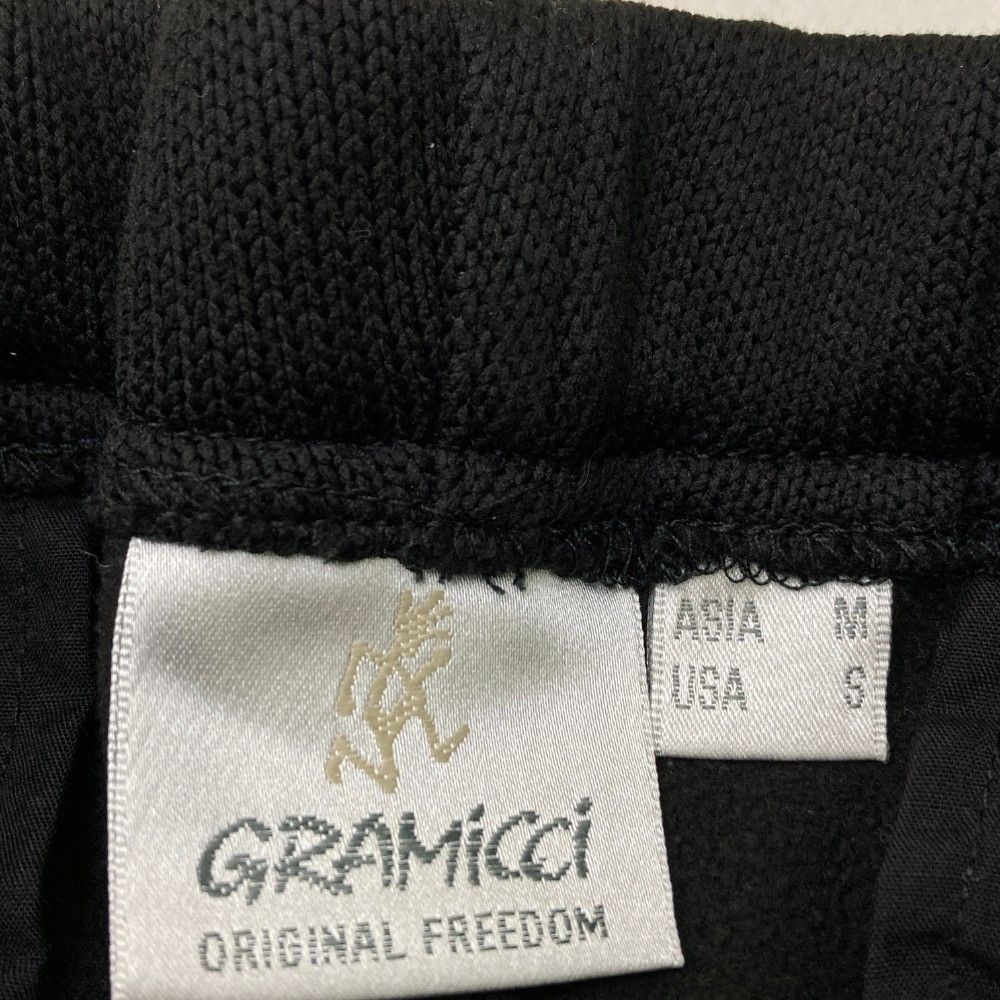 ASIA M
USA S
GRAMiCCi
ORIGINAL FREEDOM